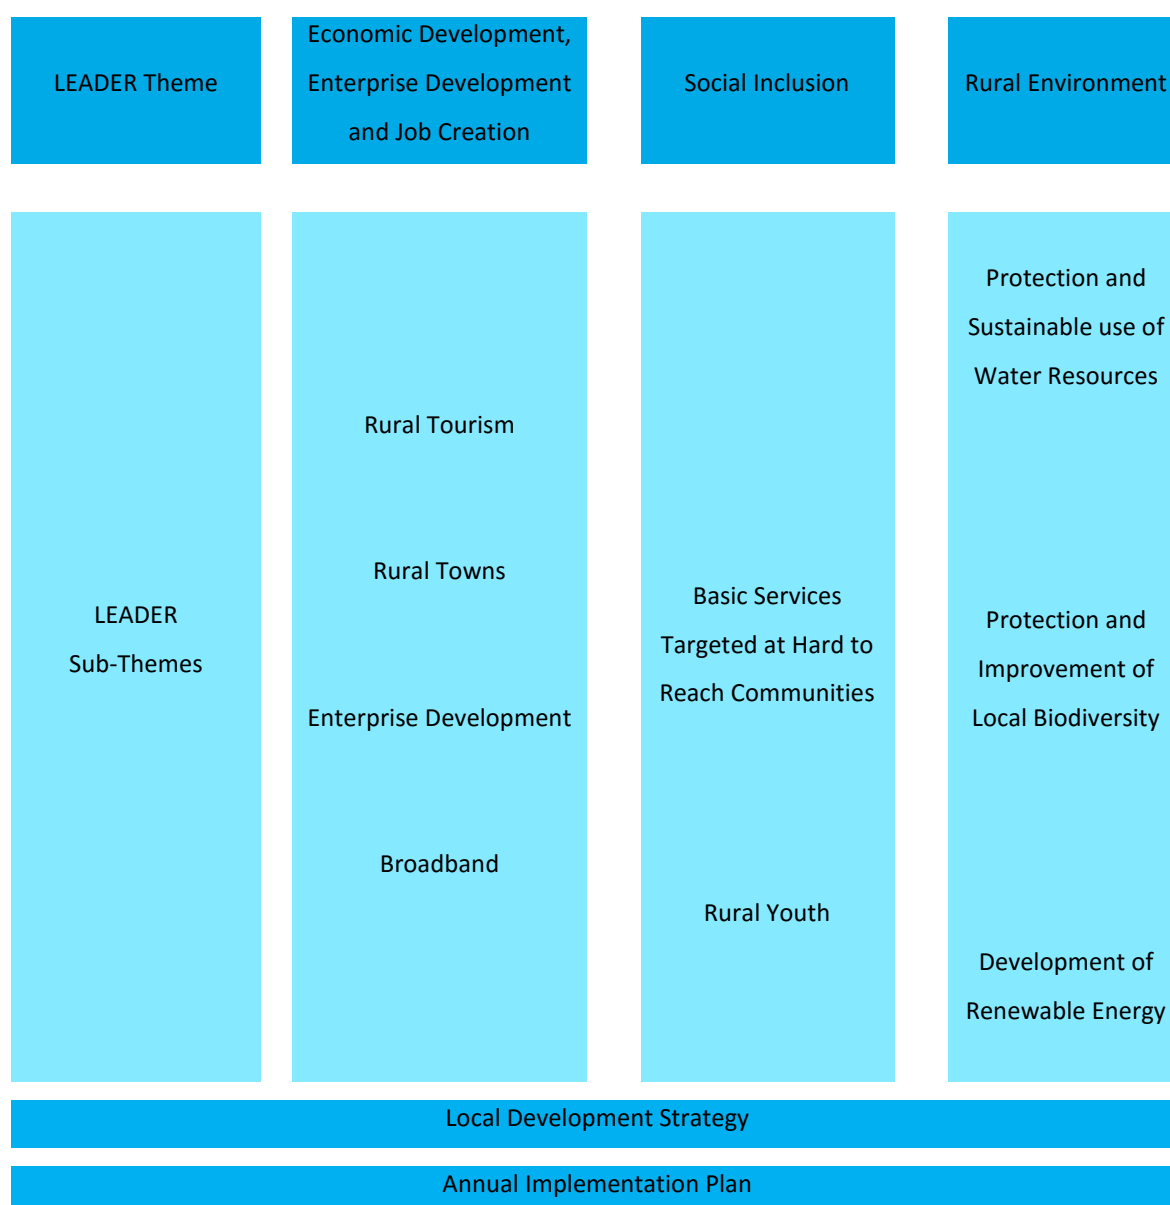 LEADER Theme
Economic Development,
Enterprise Development
and Job Creation
Social Inclusion
Rural Environment
LEADER
Sub-Themes
Rural Tourism
Rural Towns
Enterprise Development
Broadband
Basic Services
Targeted at Hard to
Reach Communities
Rural Youth
Protection and
Sustainable use of
Water Resources
Protection and
Improvement of
Local Biodiversity
Development of
Renewable Energy
Local Development Strategy
Annual Implementation Plan